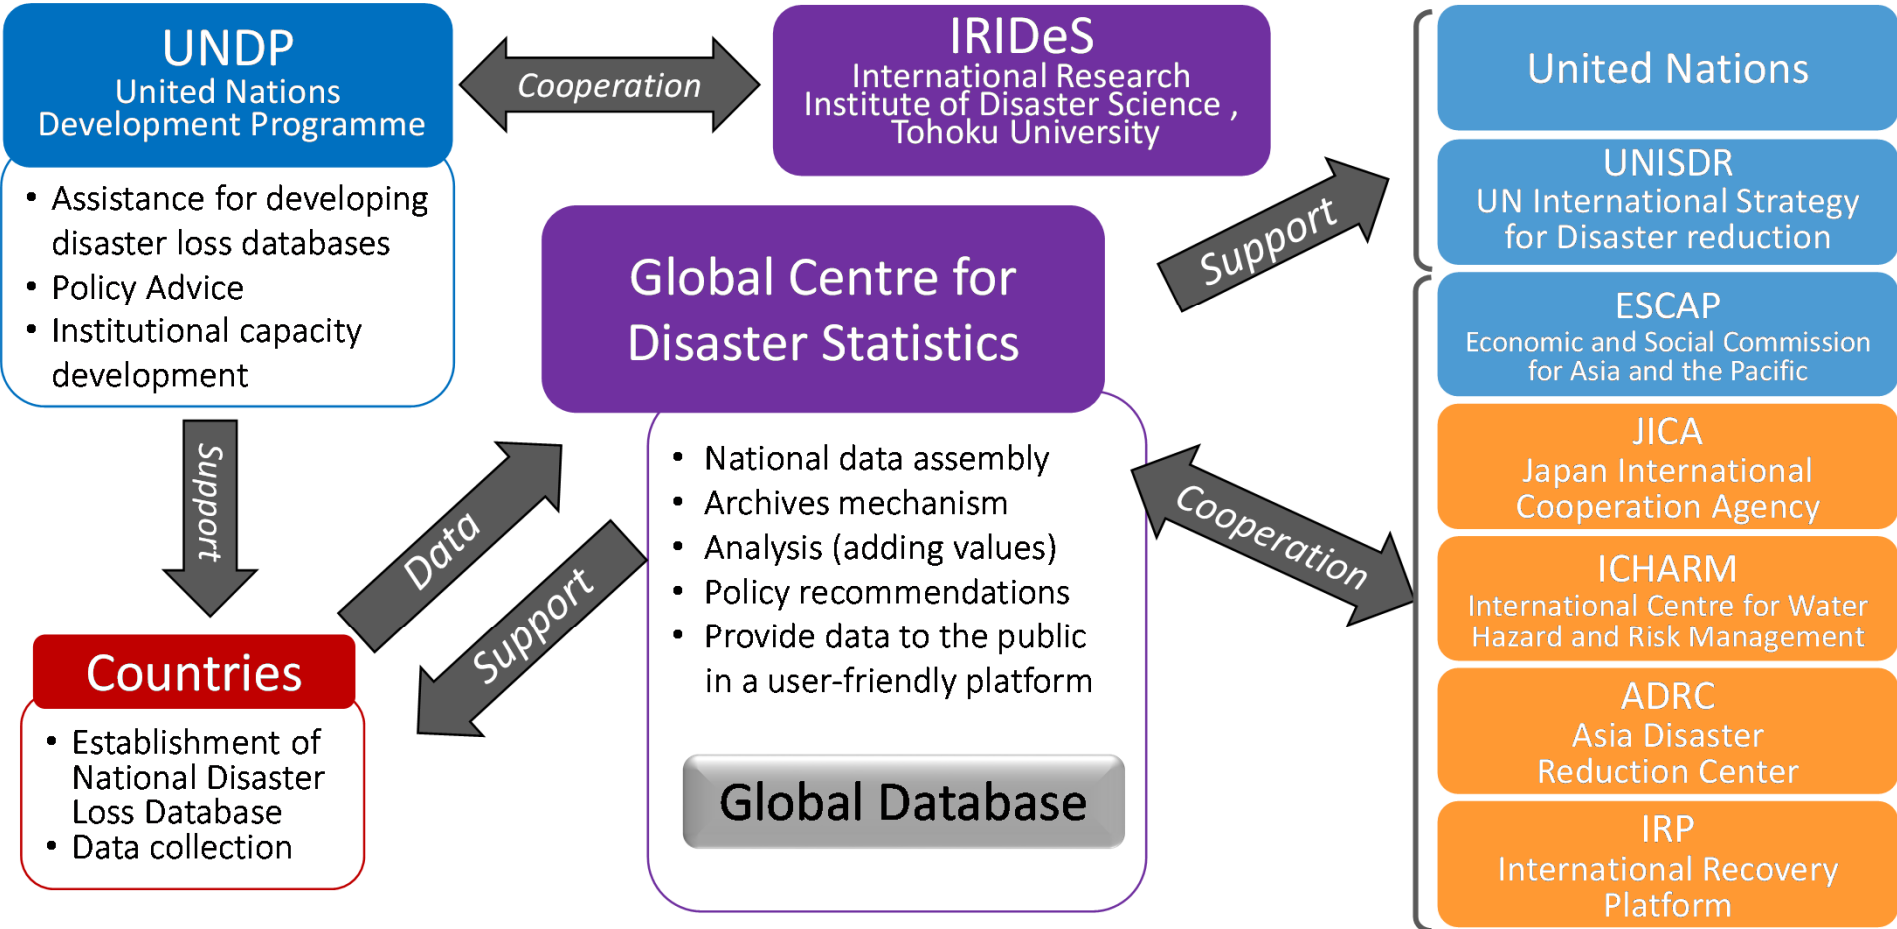 UNDP
United Nations
Development Programme
• Assistance for developing
disaster loss databases
• Policy Advice
• Institutional capacity
development
Cooperation
IRIDeS
International Research
Institute of Disaster Science ,
Tohoku University
Support
Data
Support
Countries
• Establishment of
National Disaster
Loss Database
• Data collection
Global Centre for
Disaster Statistics
• National data assembly
• Archives mechanism
• Analysis (adding values)
• Policy recommendations
• Provide data to the public
in a user-friendly platform
Global Database
Support
Cooperation
United Nations
UNISDR
UN International Strategy
for Disaster reduction
ESCAP
Economic and Social Commission
for Asia and the Pacific
JICA
Japan International
Cooperation Agency
ICHARM
International Centre for Water
Hazard and Risk Management
ADRC
Asia Disaster
Reduction Center
IRP
International Recovery
Platform